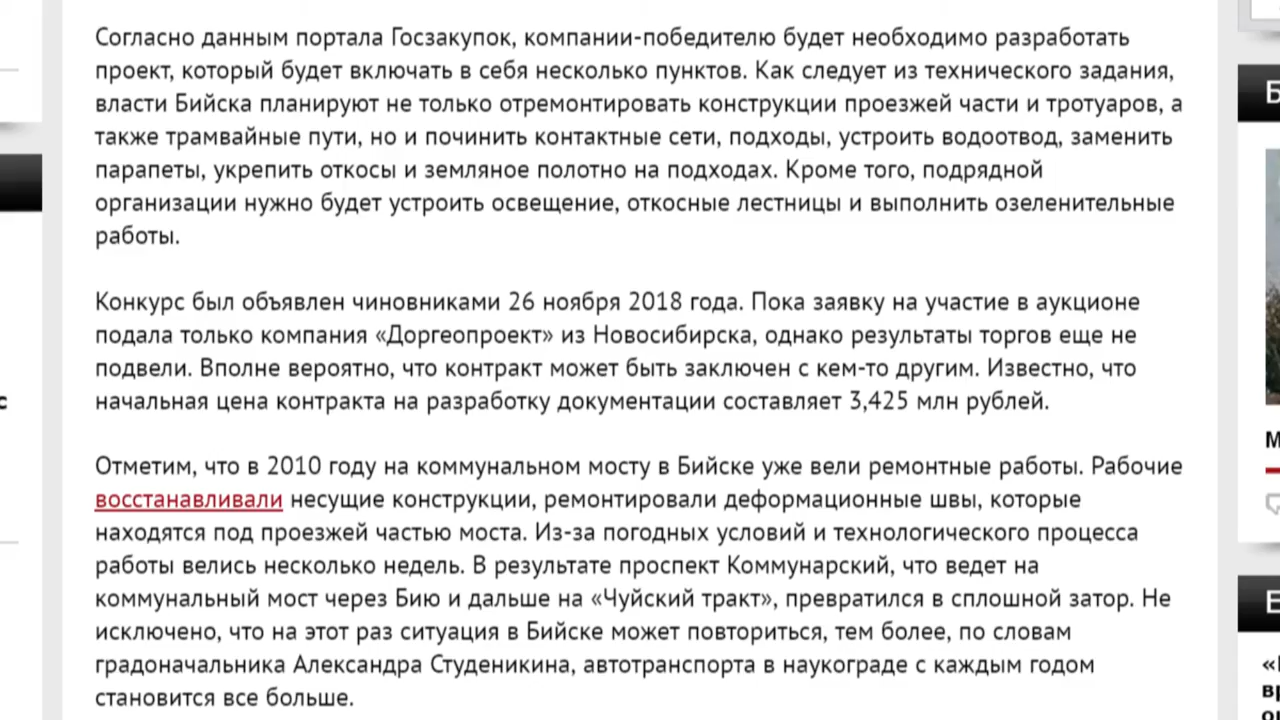 Согласно данным портала Госзакупок, компании-победителю будет необходимо разработать
проект, который будет включать в себя несколько пунктов. Как следует из технического задания,
власти Бийска планируют не только отремонтировать конструкции проезжей части и тротуаров, а
также трамвайные пути, но и починить контактные сети, подходы, устроить водоотвод, заменить
парапеты, укрепить откосы и земляное полотно на подходах. Кроме того, подрядной
организации нужно будет устроить освещение, откосные лестницы и выполнить озеленительные
работы.
Конкурс был объявлен чиновниками 26 ноября 2018 года. Пока заявку на участие в аукционе
подала только компания «Доргеопроект» из Новосибирска, однако результаты торгов еще не
подвели. Вполне вероятно, что контракт может быть заключен с кем-то другим. Известно, что
начальная цена контракта на разработку документации составляет 3,425 млн рублей.
Отметим, что в 2010 году на коммунальном мосту в Бийске уже вели ремонтные работы. Рабочие
восстанавливали несущие конструкции, ремонтировали деформационные швы, которые
находятся под проезжей частью моста. Из-за погодных условий и технологического процесса
работы велись несколько недель. В результате проспект Коммунарский, что ведет на
коммунальный мост через Бию и дальше на «Чуйский тракт», превратился в сплошной затор. Не
исключено, что на этот раз ситуация в Бийске может повториться, тем более, по словам
градоначальника Александра Студеникина, автотранспорта в наукограде с каждым годом
становится все больше.